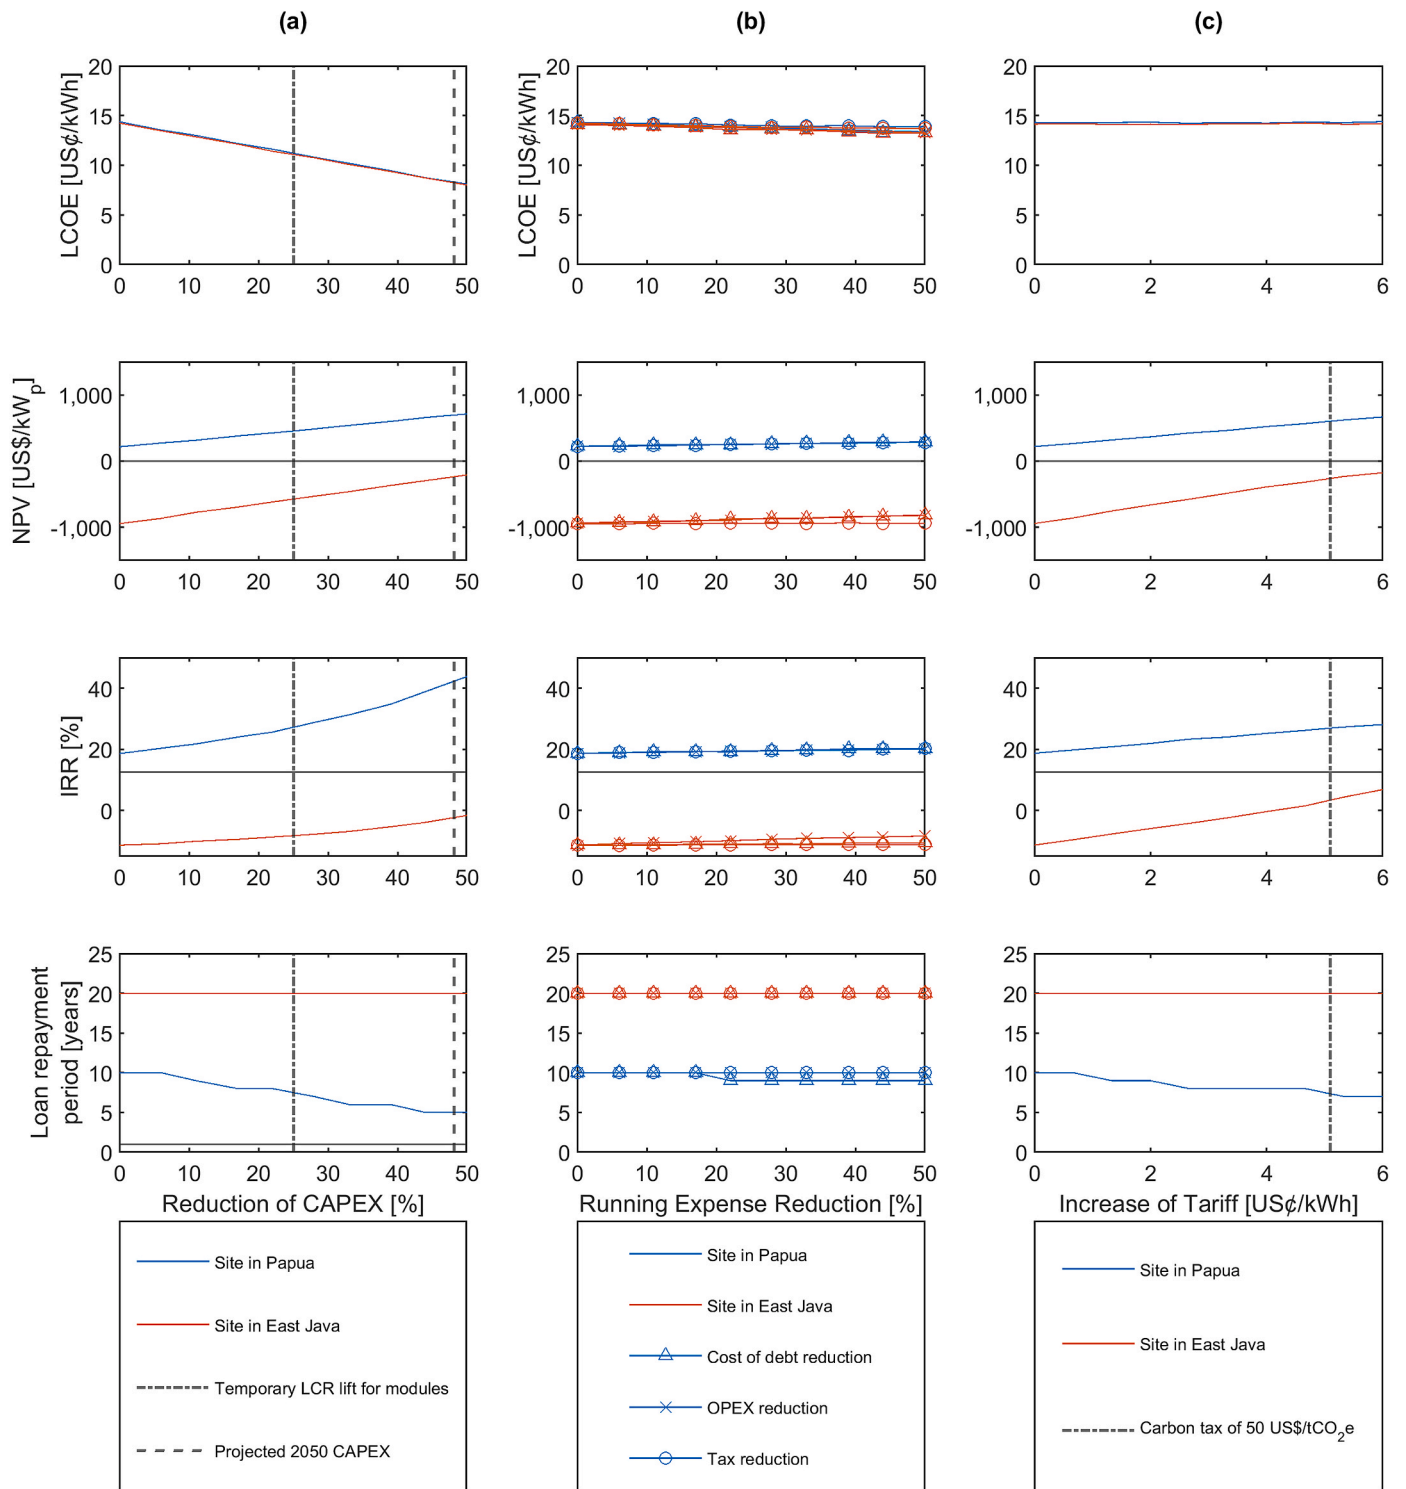 (a)
(b)
(c)
LCOE [US¢/kWh]
20
15
10
5
0
0 10 20 30 40 50
LCOE [US¢/kWh]
20
15
10
5
0
0 10 20 30 40 50
20
15
10
5
0
0 2 4 6
NPV [US$/kWp]
1,000
0
-1,000
0 10 20 30 40 50
1,000
0
-1,000
0 10 20 30 40 50
1,000
0
-1,000
0 2 4 6
IRR [%]
40
20
0
0 10 20 30 40 50
40
20
0
0 10 20 30 40 50
40
20
0
0 2 4 6
Loan repayment
period [years]
25
20
15
10
5
0
0 10 20 30 40 50
Reduction of CAPEX [%]
25
20
15
10
5
0
0 10 20 30 40 50
Running Expense Reduction [%]
25
20
15
10
5
0
0 2 4 6
Increase of Tariff [US¢/kWh]
Site in Papua
Site in East Java
Temporary LCR lift for modules
Projected 2050 CAPEX
Site in Papua
Site in East Java
Cost of debt reduction
OPEX reduction
Tax reduction
Site in Papua
Site in East Java
Carbon tax of 50 US$/tCO2e